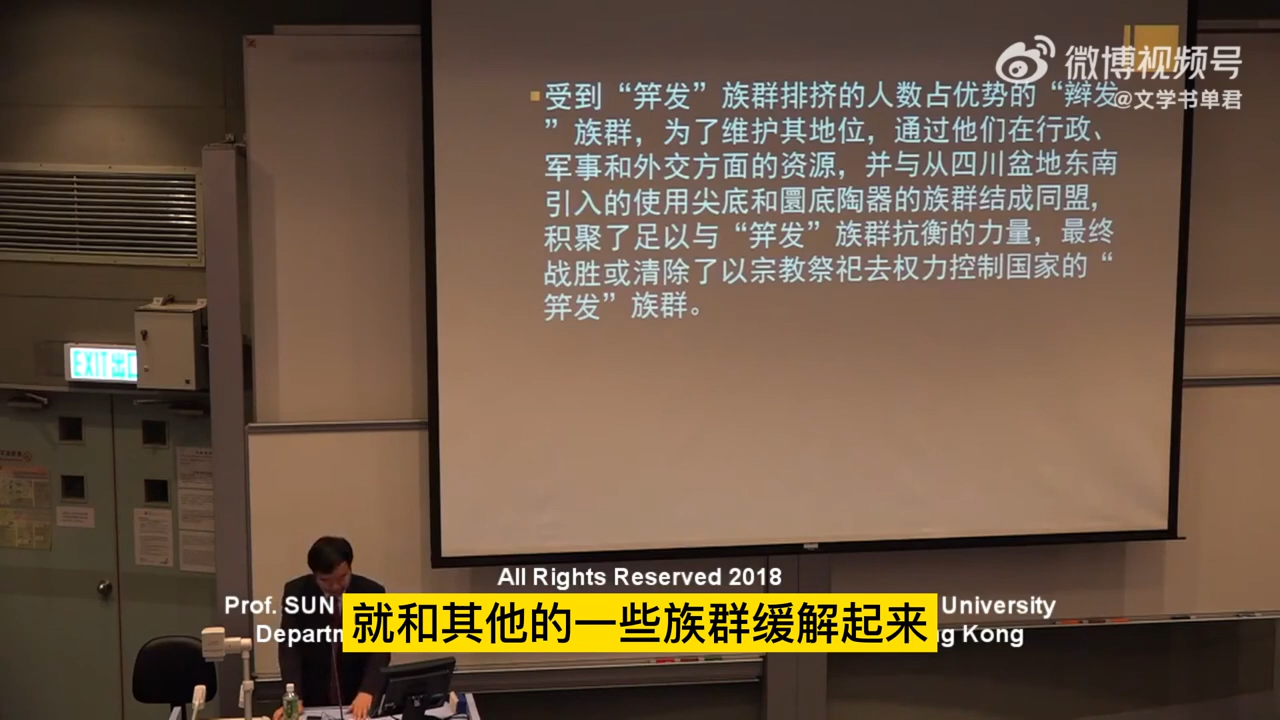 微博视频号
@文学书单君
受到“笄发”族群排挤的人数占优势的“辫发
”族群，为了维护其地位，通过他们在行政、
军事和外交方面的资源，并与从四川盆地东南
引入的使用尖底和圜底陶器的族群结成同盟，
积聚了足以与“笄发”族群抗衡的力量，最终
战胜或清除了以宗教祭祀去权力控制国家的“
笄发”族群。
EXIT 出口
All Rights Reserved 2018
Prof. SUN
University
Departm
ng Kong
就和其他的一些族群缓解起来